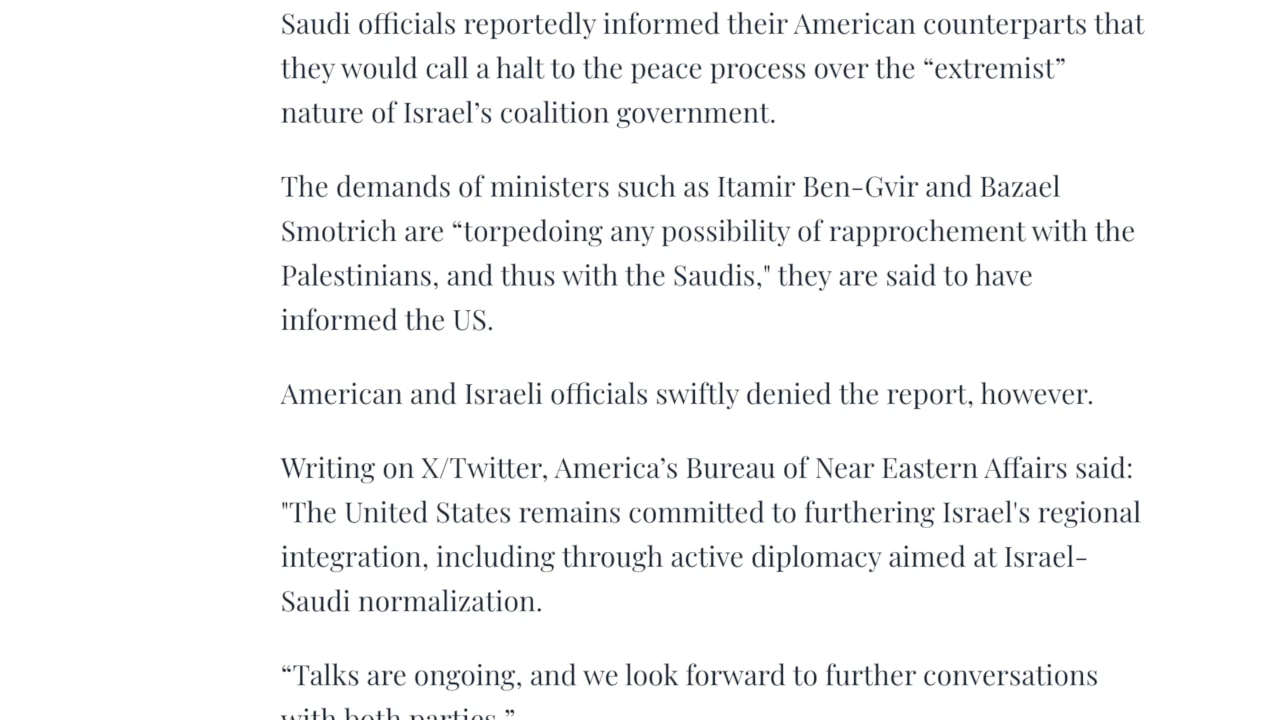 Saudi officials reportedly informed their American counterparts that
they would call a halt to the peace process over the “extremist”
nature of Israel’s coalition government.
The demands of ministers such as Itamir Ben-Gvir and Bazael
Smotrich are “torpedoing any possibility of rapprochement with the
Palestinians, and thus with the Saudis," they are said to have
informed the US.
American and Israeli officials swiftly denied the report, however.
Writing on X/Twitter, America’s Bureau of Near Eastern Affairs said:
"The United States remains committed to furthering Israel's regional
integration, including through active diplomacy aimed at Israel-
Saudi normalization.
“Talks are ongoing, and we look forward to further conversations
with both parties.”